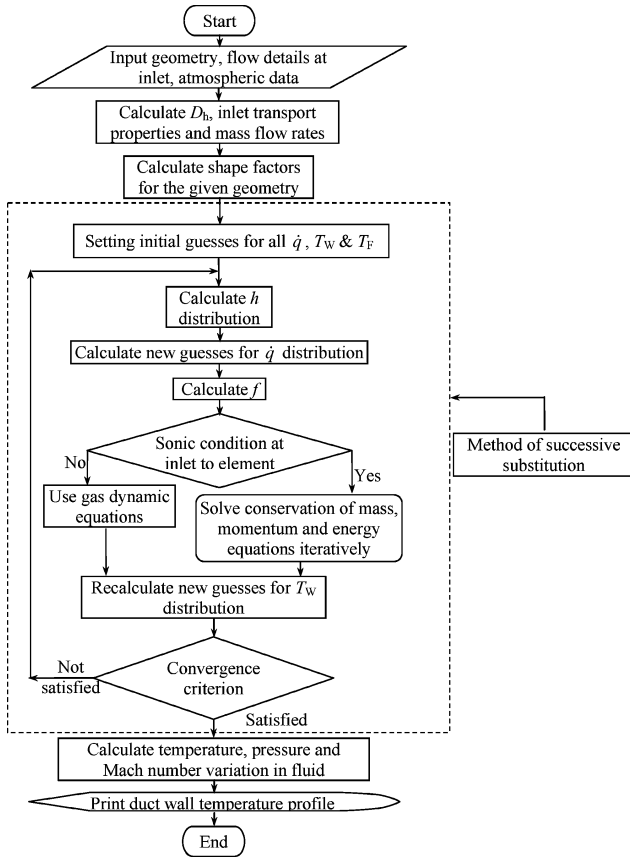 Start
Input geometry, flow details at
inlet, atmospheric data
Calculate Dh, inlet transport
properties and mass flow rates
Calculate shape factors
for the given geometry
Setting initial guesses for all q̇ , TW & TF
Calculate h
distribution
Calculate new guesses for q̇ distribution
Calculate f
Sonic condition at
inlet to element
No
Yes
Method of successive
substitution
Use gas dynamic
equations
Solve conservation of mass,
momentum and energy
equations iteratively
Recalculate new guesses for TW
distribution
Convergence
criterion
Not
satisfied
Satisfied
Calculate temperature, pressure and
Mach number variation in fluid
Print duct wall temperature profile
End